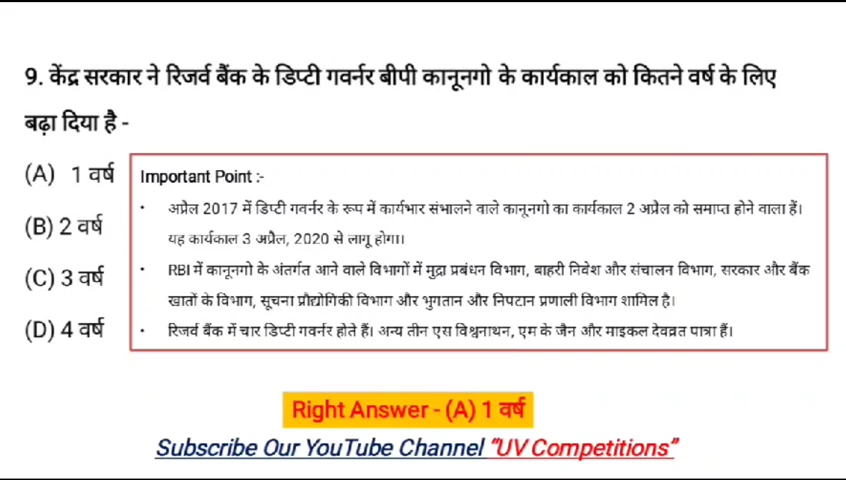 9. केंद्र सरकार ने रिजर्व बैंक के डिप्टी गवर्नर बीपी कानूनगो के कार्यकाल को कितने वर्ष के लिए
बढ़ा दिया है -
(A) 1 वर्ष
(B) 2 वर्ष
(C) 3 वर्ष
(D) 4 वर्ष
Important Point :-
• अप्रैल 2017 में डिप्टी गवर्नर के रूप में कार्यभार संभालने वाले कानूनगो का कार्यकाल 2 अप्रेल को समाप्त होने वाला हैं।
यह कार्यकाल 3 अप्रैल, 2020 से लागू होगा।
• RBI में कानूनगो के अंतर्गत आने वाले विभागों में मुद्रा प्रबंधन विभाग, बाहरी निवेश और संचालन विभाग, सरकार और बैंक
खातों के विभाग, सूचना प्रौद्योगिकी विभाग और भुगतान और निपटान प्रणाली विभाग शामिल है।
• रिजर्व बैंक में चार डिप्टी गवर्नर होते हैं। अन्य तीन एस विश्वनाथन, एम के जैन और माइकल देवव्रत पात्रा हैं।
Right Answer - (A) 1 वर्ष
Subscribe Our YouTube Channel “UV Competitions”